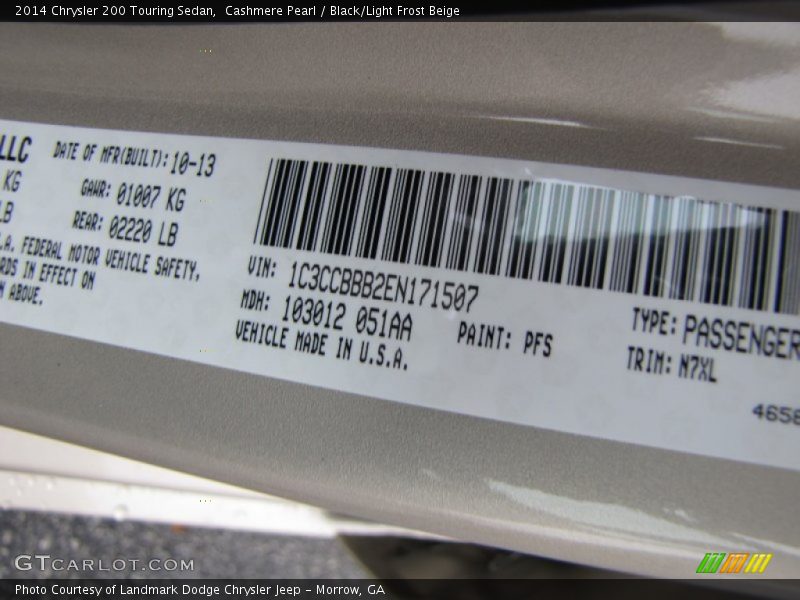 2014 Chrysler 200 Touring Sedan,  Cashmere Pearl / Black/Light Frost Beige
LLC
DATE OF MFR(BUILT): 10-13
KG
GAWR: 01007 KG
LB
REAR: 02220 LB
.A. FEDERAL MOTOR VEHICLE SAFETY,
RDS IN EFFECT ON
N ABOVE.
VIN: 1C3CCBBB2EN171507
MDH: 103012 051AA
PAINT: PFS
VEHICLE MADE IN U.S.A.
TYPE: PASSENGER
TRIM: N7XL
4658
GTCARLOT.COM
Photo Courtesy of Landmark Dodge Chrysler Jeep – Morrow, GA